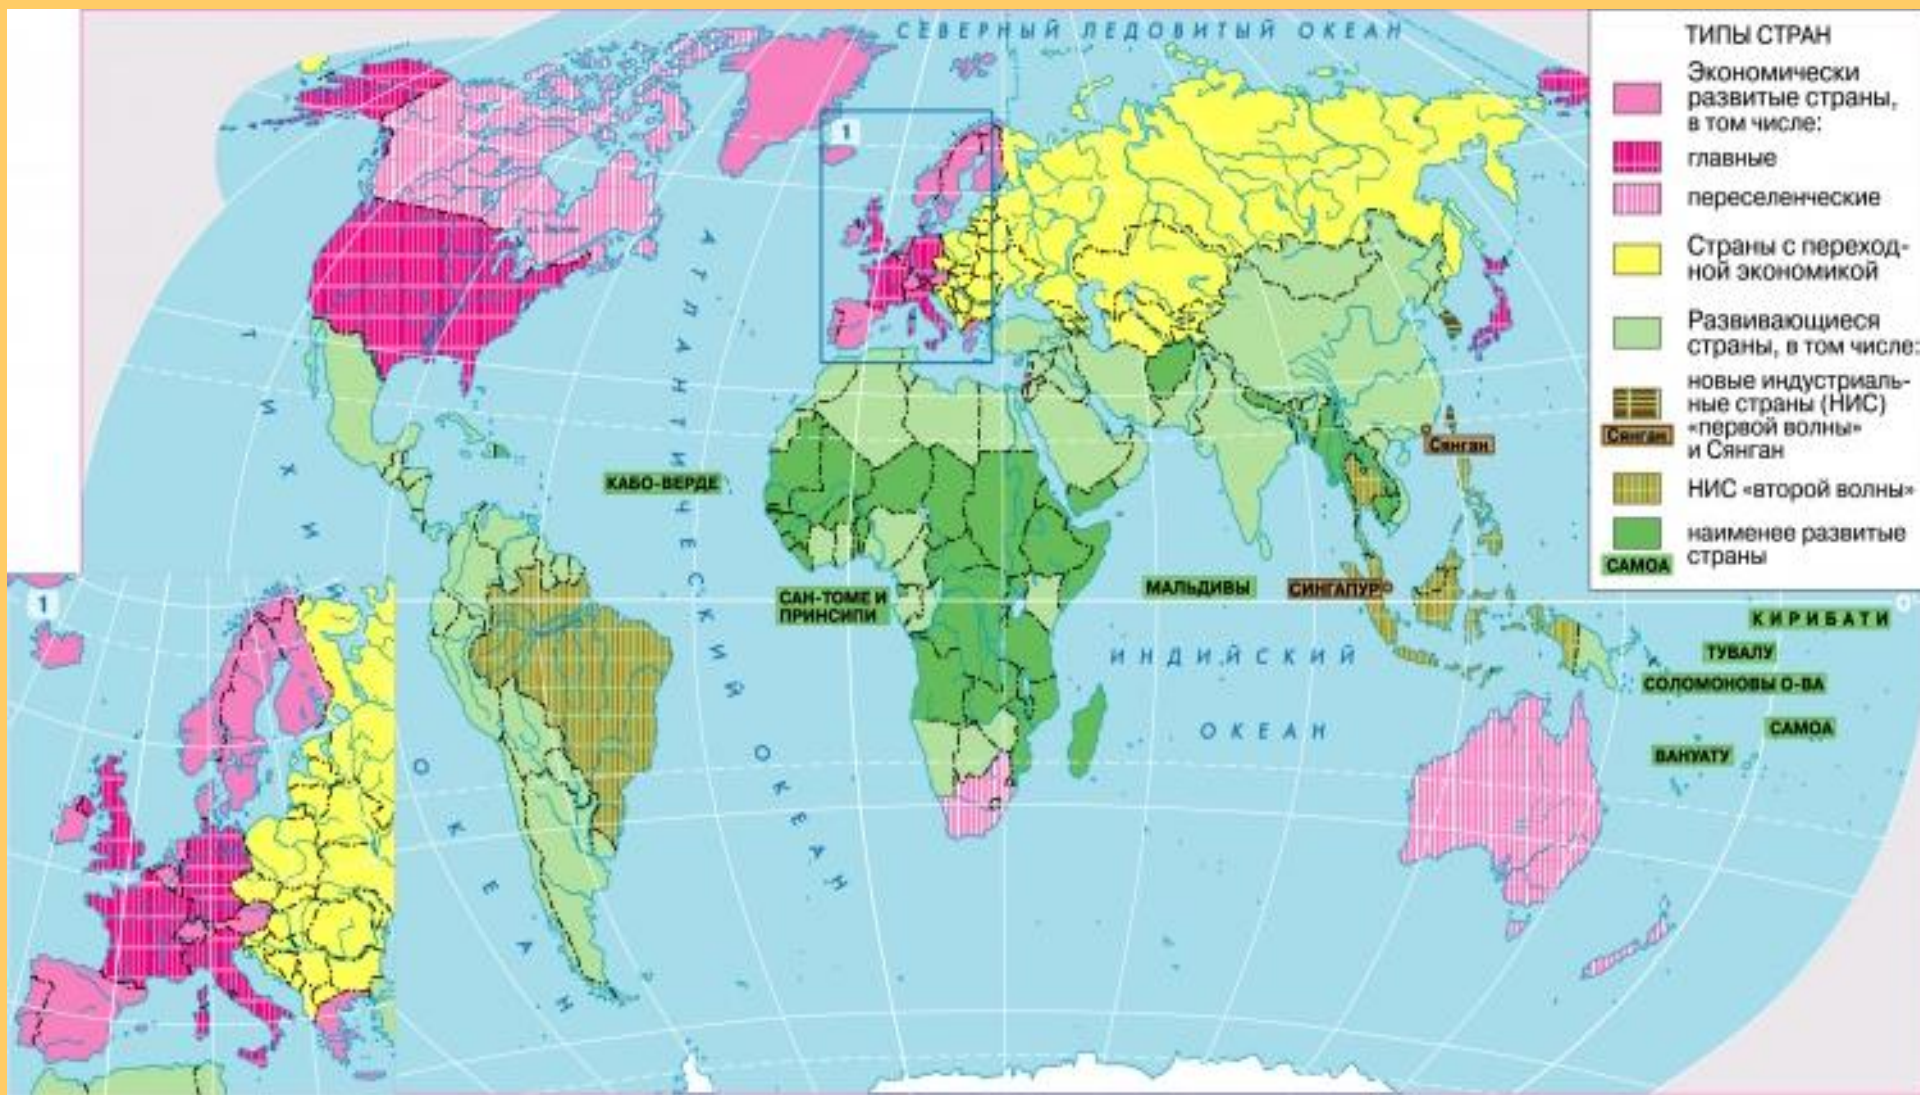 СЕВЕРНЫЙ ЛЕДОВИТЫЙ ОКЕАН
ТИПЫ СТРАН
Экономически
развитые страны,
в том числе:
главные
переселенческие
Страны с переход-
ной экономикой
Развивающиеся
страны, в том числе:
новые индустриаль-
ные страны (НИС)
«первой волны»
и Сянган
Сянган
НИС «второй волны»
наименее развитые
страны
САМОА
1
АТЛАНТИЧЕСКИЙ ОКЕАН
ТИХИЙ ОКЕАН
Сянган
КАБО-ВЕРДЕ
САН-ТОМЕ И
ПРИНСИПИ
МАЛЬДИВЫ
СИНГАПУР
0°
КИРИБАТИ
ТУВАЛУ
СОЛОМОНОВЫ О-ВА
САМОА
ВАНУАТУ
ИНДИЙСКИЙ
ОКЕАН
1